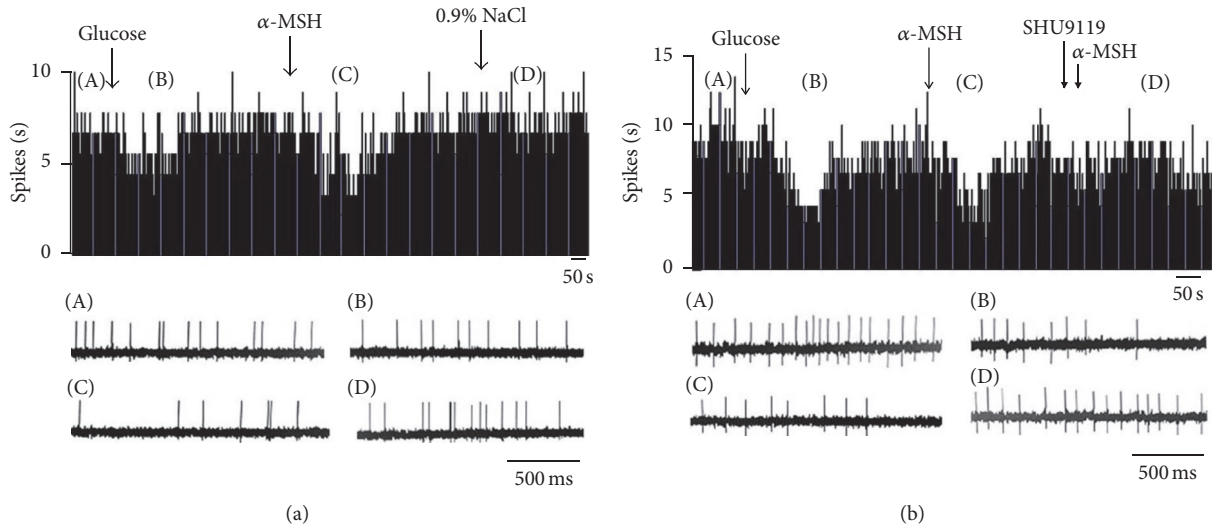 Glucose
α-MSH
0.9% NaCl
(A)
(B)
(C)
(D)
10
5
0
Spikes (s)
50 s
(A)
(B)
(C)
(D)
500 ms
(a)
Glucose
α-MSH
SHU9119
α-MSH
(A)
(B)
(C)
(D)
15
10
5
0
Spikes (s)
50 s
(A)
(B)
(C)
(D)
500 ms
(b)